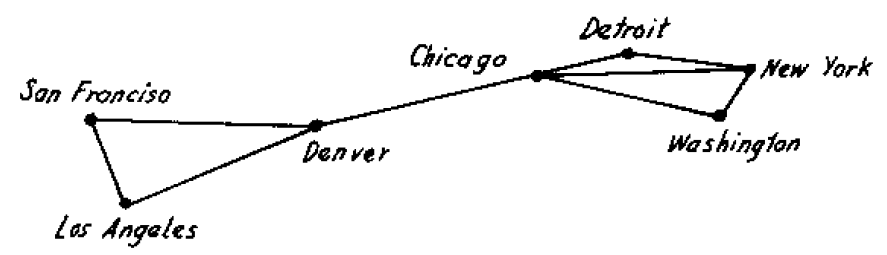 Detroit
Chicago
New York
San Franciso
Denver
Washington
Los Angeles